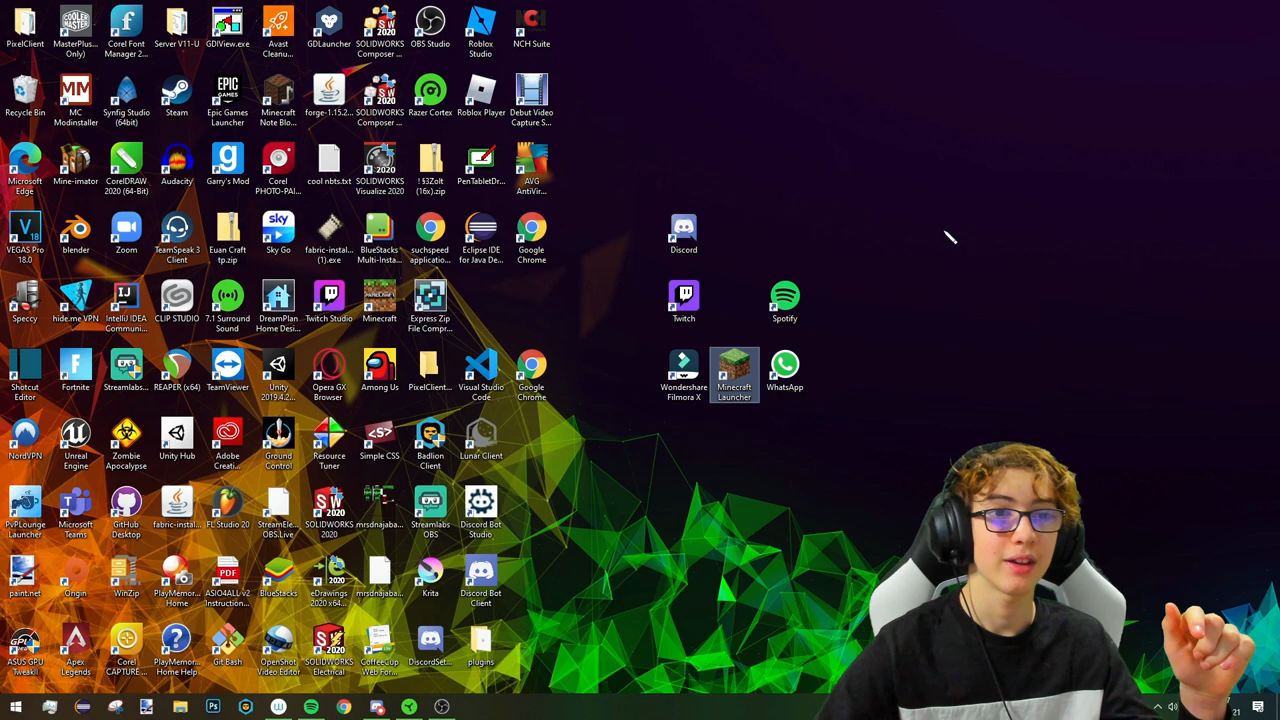 PixelClient
MasterPlus...
Only)
Corel Font
Manager 2...
Server V11-U
GDIView.exe
Avast
Cleanu...
GDLauncher
SOLIDWORKS
Composer ...
OBS Studio
Roblox
Studio
NCH Suite
Recycle Bin
MC
Modinstaller
Synfig Studio
(64bit)
Steam
Epic Games
Launcher
Minecraft
Note Blo...
forge-1.15.2...
SOLIDWORKS
Composer ...
Razer Cortex
Roblox Player
Debut Video
Capture S...
Microsoft
Edge
Mine-imator
CorelDRAW
2020 (64-Bit)
Audacity
Garry's Mod
Corel
PHOTO-PAI...
cool nbts.txt
SOLIDWORKS
Visualize 2020
! §3Zolt
(16x).zip
PenTabletDr...
AVG
AntiVir...
VEGAS Pro
18.0
blender
Zoom
TeamSpeak 3
Client
Euan Craft
tp.zip
Sky Go
fabric-instal...
(1).exe
BlueStacks
Multi-Insta...
suchspeed
applicatio...
Eclipse IDE
for Java De...
Google
Chrome
Discord
Speccy
hide.me VPN
IntelliJ IDEA
Communi...
CLIP STUDIO
7.1 Surround
Sound
DreamPlan
Home Desi...
Twitch Studio
Minecraft
Express Zip
File Compr...
Twitch
Spotify
Shotcut
Editor
Fortnite
Streamlabs...
REAPER (x64)
TeamViewer
Unity
2019.4.2...
Opera GX
Browser
Among Us
PixelClient...
Visual Studio
Code
Google
Chrome
Wondershare
Filmora X
Minecraft
Launcher
WhatsApp
NordVPN
Unreal
Engine
Zombie
Apocalypse
Unity Hub
Adobe
Creati...
Ground
Control
Resource
Tuner
Simple CSS
Badlion
Client
Lunar Client
PvPLounge
Launcher
Microsoft
Teams
GitHub
Desktop
fabric-instal...
FL Studio 20
StreamEle...
OBS.Live
SOLIDWORKS
2020
mrsdnajaba...
Streamlabs
OBS
Discord Bot
Studio
paint.net
Origin
WinZip
PlayMemor...
Home
ASIO4ALL v2
Instruction...
BlueStacks
eDrawings
2020 x64...
mrsdnajaba...
Krita
Discord Bot
Client
ASUS GPU
TweakII
Apex
Legends
Corel
CAPTURE ...
PlayMemor...
Home Help
Git Bash
OpenShot
Video Editor
SOLIDWORKS
Electrical
CoffeeCup
Web For...
DiscordSet...
plugins